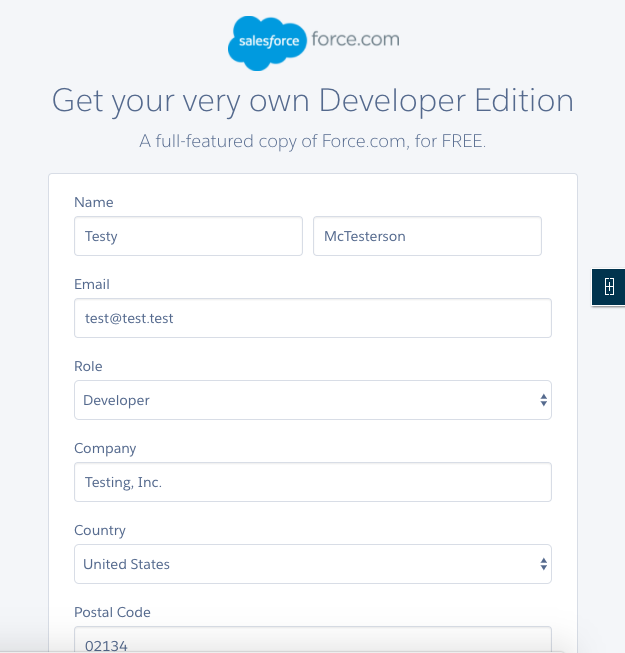 salesforce force.com
Get your very own Developer Edition
A full-featured copy of Force.com, for FREE.
Name
Testy McTesterson
Email
test@test.test
Role
Developer
Company
Testing, Inc.
Country
United States
Postal Code
02134